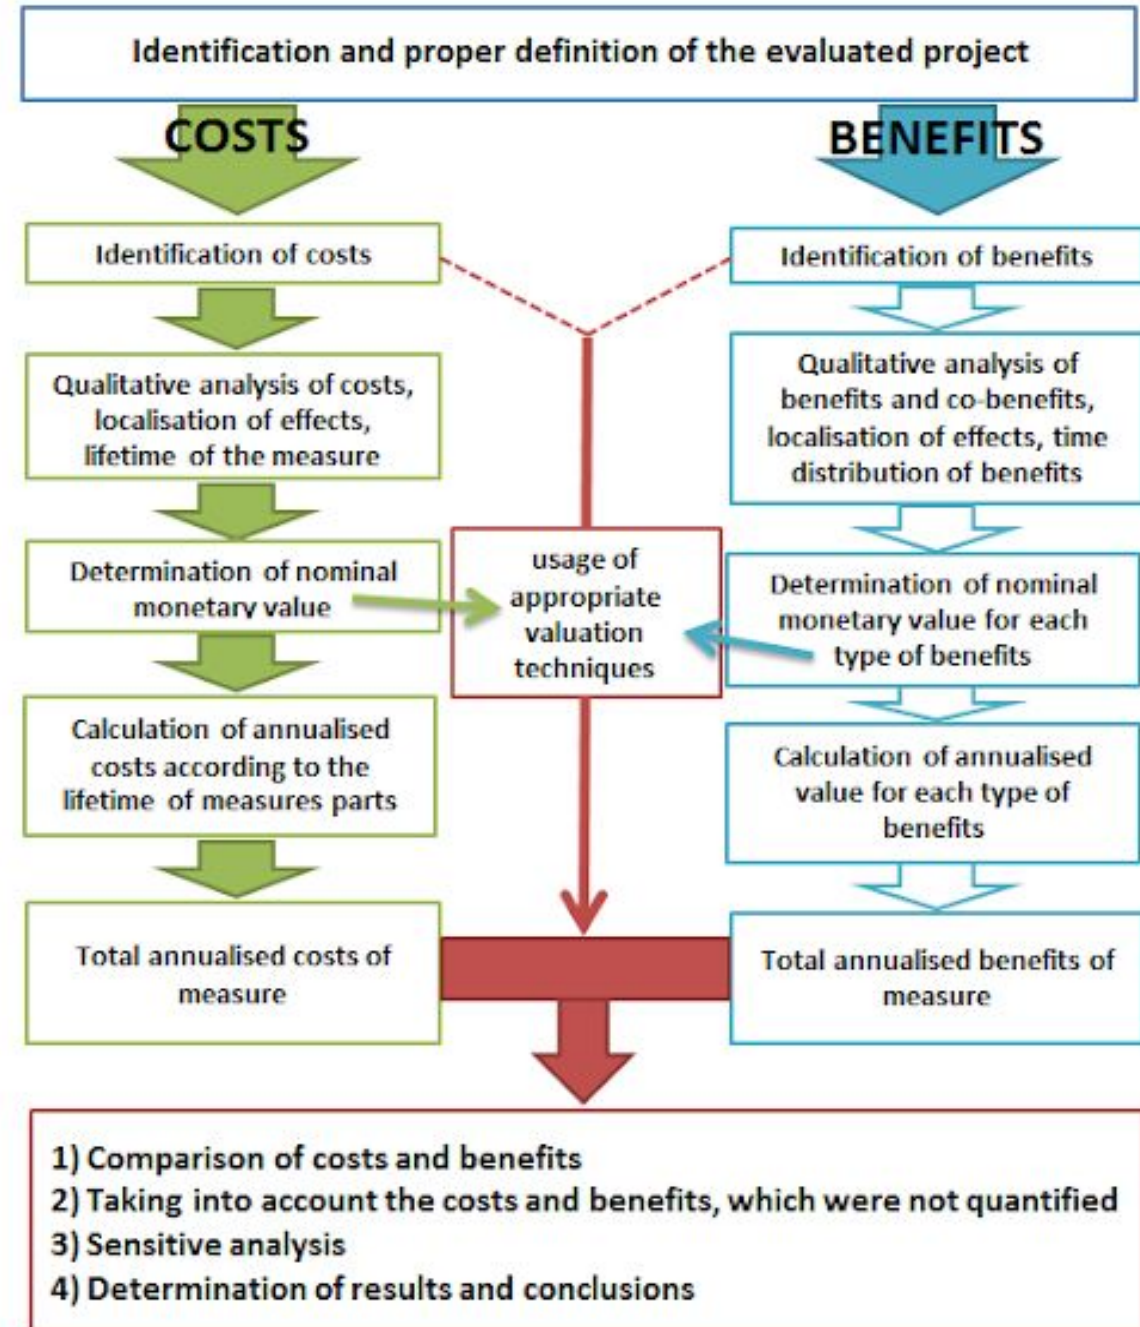 Identification and proper definition of the evaluated project
COSTS
BENEFITS
Identification of costs
Identification of benefits
Qualitative analysis of costs,
localisation of effects,
lifetime of the measure
Qualitative analysis of
benefits and co-benefits,
localisation of effects, time
distribution of benefits
Determination of nominal
monetary value
usage of
appropriate
valuation
techniques
Determination of nominal
monetary value for each
type of benefits
Calculation of annualised
costs according to the
lifetime of measures parts
Calculation of annualised
value for each type of
benefits
Total annualised costs of
measure
Total annualised benefits of
measure
1) Comparison of costs and benefits
2) Taking into account the costs and benefits, which were not quantified
3) Sensitive analysis
4) Determination of results and conclusions